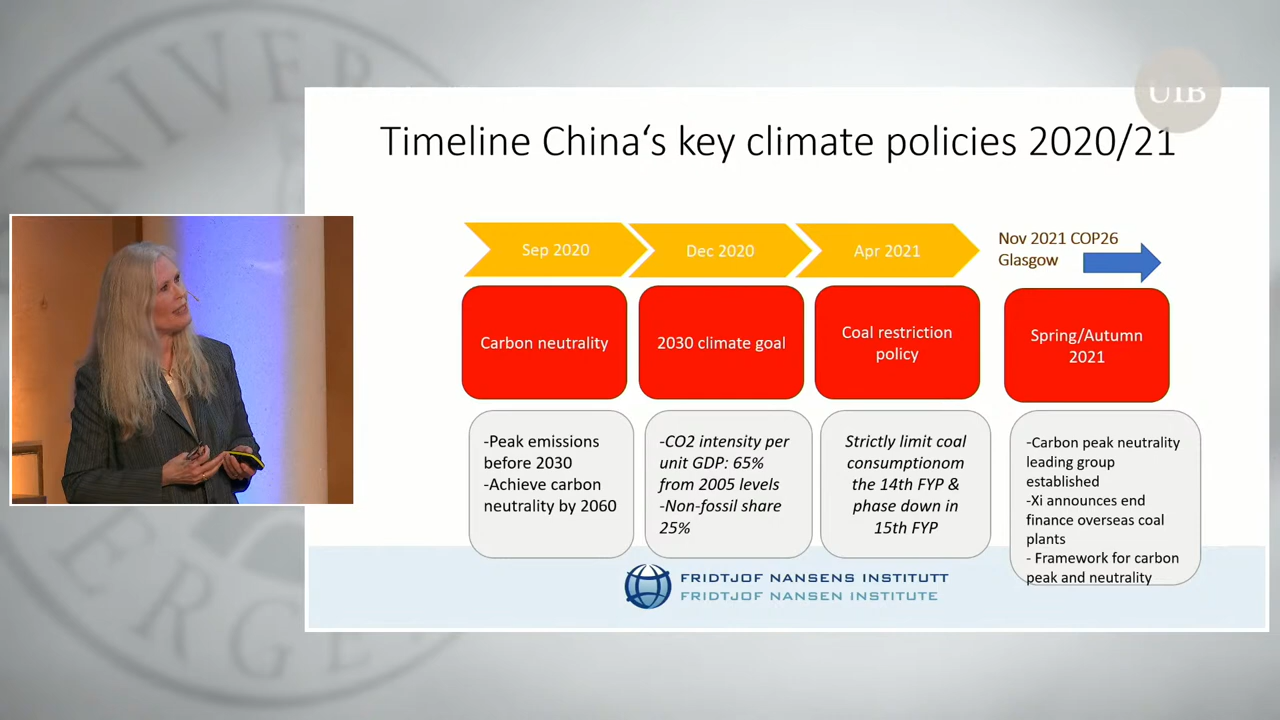 UNIVER
UIB
Timeline China‘s key climate policies 2020/21
Sep 2020
Dec 2020
Apr 2021
Nov 2021 COP26
Glasgow
Carbon neutrality
2030 climate goal
Coal restriction
policy
Spring/Autumn
2021
-Peak emissions
before 2030
-Achieve carbon
neutrality by 2060
-CO2 intensity per
unit GDP: 65%
from 2005 levels
-Non-fossil share
25%
Strictly limit coal
consumptionom
the 14th FYP &
phase down in
15th FYP
-Carbon peak neutrality
leading group
established
-Xi announces end
finance overseas coal
plants
- Framework for carbon
peak and neutrality
FRIDTJOF NANSENS INSTITUTT
FRIDTJOF NANSEN INSTITUTE
ERGE